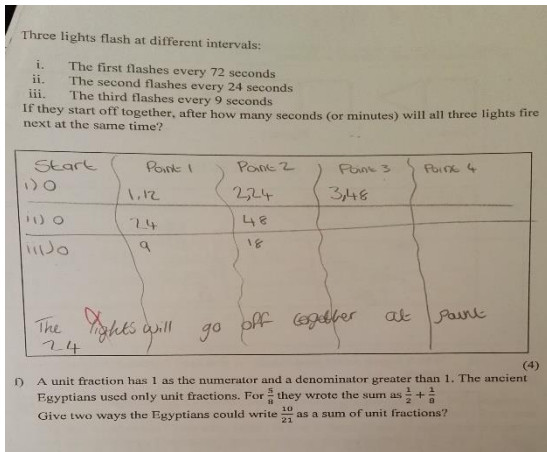 Three lights flash at different intervals:
i. The first flashes every 72 seconds
ii. The second flashes every 24 seconds
iii. The third flashes every 9 seconds
If they start off together, after how many seconds (or minutes) will all three lights fire
next at the same time?
Start Point 1 Point 2 Point 3 Point 4
i) 0 1.12 2,24 3,48
ii) 0 24 48
iii) 0 9 18
The lights will go off together at point
24
(4)
f) A unit fraction has 1 as the numerator and a denominator greater than 1. The ancient
Egyptians used only unit fractions. For 5/8 they wrote the sum as 1/2 + 1/8
Give two ways the Egyptians could write 10/21 as a sum of unit fractions?